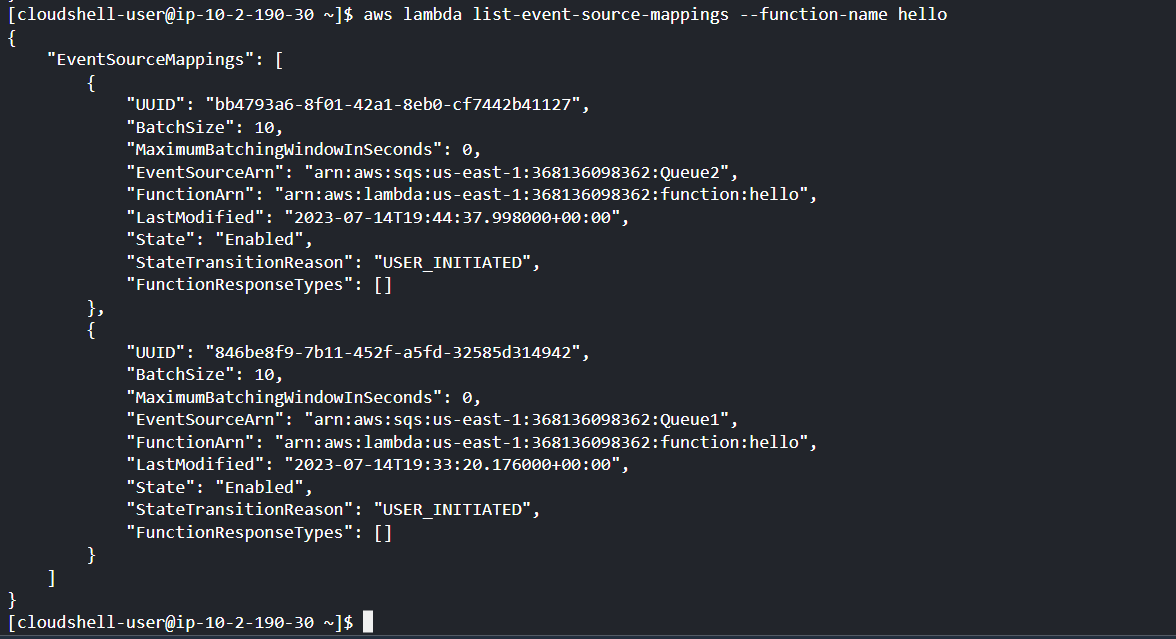 [cloudshell-user@ip-10-2-190-30 ~]$ aws lambda list-event-source-mappings --function-name hello
{
    "EventSourceMappings": [
        {
            "UUID": "bb4793a6-8f01-42a1-8eb0-cf7442b41127",
            "BatchSize": 10,
            "MaximumBatchingWindowInSeconds": 0,
            "EventSourceArn": "arn:aws:sqs:us-east-1:368136098362:Queue2",
            "FunctionArn": "arn:aws:lambda:us-east-1:368136098362:function:hello",
            "LastModified": "2023-07-14T19:44:37.998000+00:00",
            "State": "Enabled",
            "StateTransitionReason": "USER_INITIATED",
            "FunctionResponseTypes": []
        },
        {
            "UUID": "846be8f9-7b11-452f-a5fd-32585d314942",
            "BatchSize": 10,
            "MaximumBatchingWindowInSeconds": 0,
            "EventSourceArn": "arn:aws:sqs:us-east-1:368136098362:Queue1",
            "FunctionArn": "arn:aws:lambda:us-east-1:368136098362:function:hello",
            "LastModified": "2023-07-14T19:33:20.176000+00:00",
            "State": "Enabled",
            "StateTransitionReason": "USER_INITIATED",
            "FunctionResponseTypes": []
        }
    ]
}
[cloudshell-user@ip-10-2-190-30 ~]$